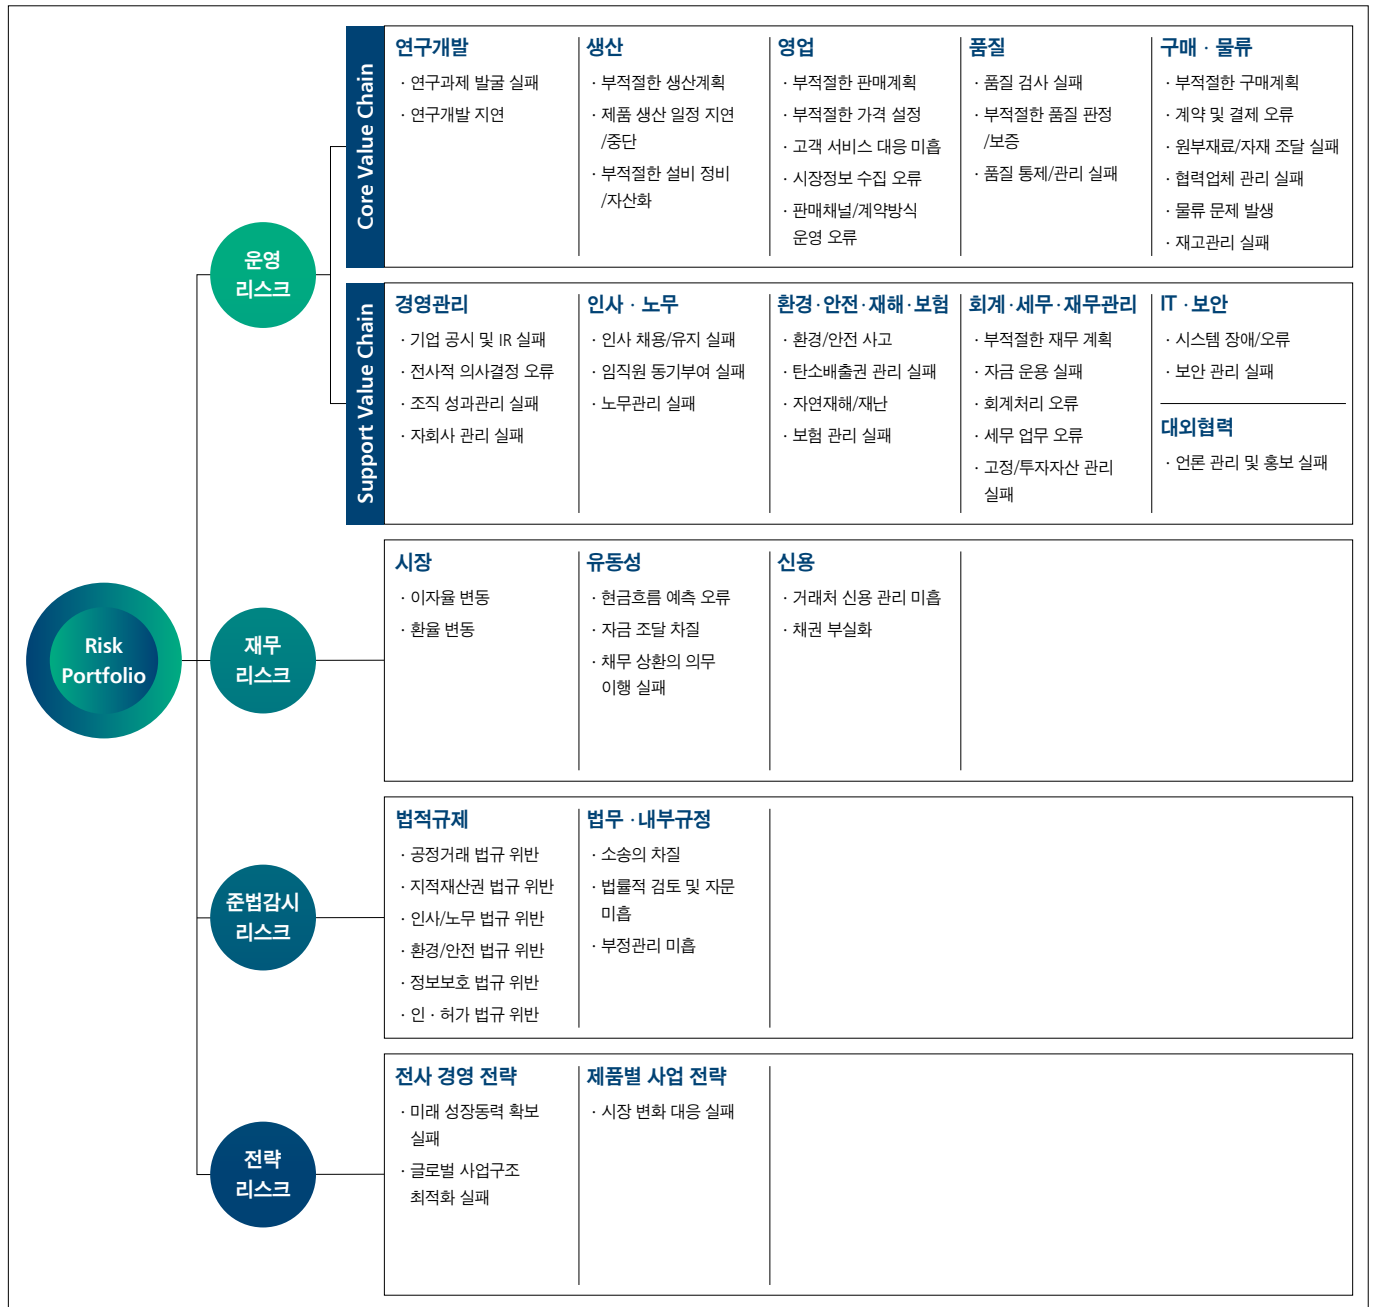 Risk
Portfolio
운영
리스크
Core Value Chain
연구개발
· 연구과제 발굴 실패
· 연구개발 지연
생산
· 부적절한 생산계획
· 제품 생산 일정 지연
/중단
· 부적절한 설비 정비
/자산화
영업
· 부적절한 판매계획
· 부적절한 가격 설정
· 고객 서비스 대응 미흡
· 시장정보 수집 오류
· 판매채널/계약방식
운영 오류
품질
· 품질 검사 실패
· 부적절한 품질 판정
/보증
· 품질 통제/관리 실패
구매 · 물류
· 부적절한 구매계획
· 계약 및 결제 오류
· 원부재료/자재 조달 실패
· 협력업체 관리 실패
· 물류 문제 발생
· 재고관리 실패
Support Value Chain
경영관리
· 기업 공시 및 IR 실패
· 전사적 의사결정 오류
· 조직 성과관리 실패
· 자회사 관리 실패
인사 · 노무
· 인사 채용/유지 실패
· 임직원 동기부여 실패
· 노무관리 실패
환경·안전·재해·보험
· 환경/안전 사고
· 탄소배출권 관리 실패
· 자연재해/재난
· 보험 관리 실패
회계·세무·재무관리
· 부적절한 재무 계획
· 자금 운용 실패
· 회계처리 오류
· 세무 업무 오류
· 고정/투자자산 관리
실패
IT · 보안
· 시스템 장애/오류
· 보안 관리 실패
대외협력
· 언론 관리 및 홍보 실패
재무
리스크
시장
· 이자율 변동
· 환율 변동
유동성
· 현금흐름 예측 오류
· 자금 조달 차질
· 채무 상환의 의무
이행 실패
신용
· 거래처 신용 관리 미흡
· 채권 부실화
준법감시
리스크
법적규제
· 공정거래 법규 위반
· 지적재산권 법규 위반
· 인사/노무 법규 위반
· 환경/안전 법규 위반
· 정보보호 법규 위반
· 인 · 허가 법규 위반
법무 · 내부규정
· 소송의 차질
· 법률적 검토 및 자문
미흡
· 부정관리 미흡
전략
리스크
전사 경영 전략
· 미래 성장동력 확보
실패
· 글로벌 사업구조
최적화 실패
제품별 사업 전략
· 시장 변화 대응 실패